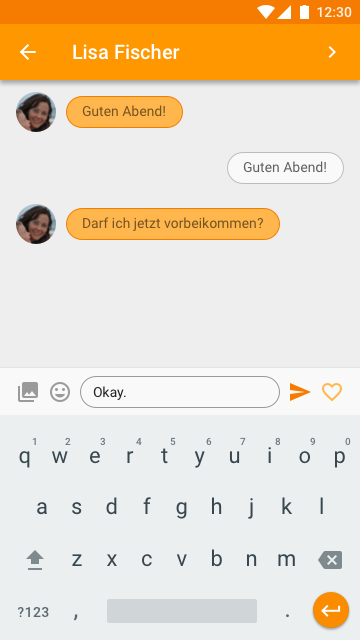 12:30
Lisa Fischer
Guten Abend!
Guten Abend!
Darf ich jetzt vorbeikommen?
Okay.
1 2 3 4 5 6 7 8 9 0
q w e r t y u i o p
a s d f g h j k l
z x c v b n m
?123 , .